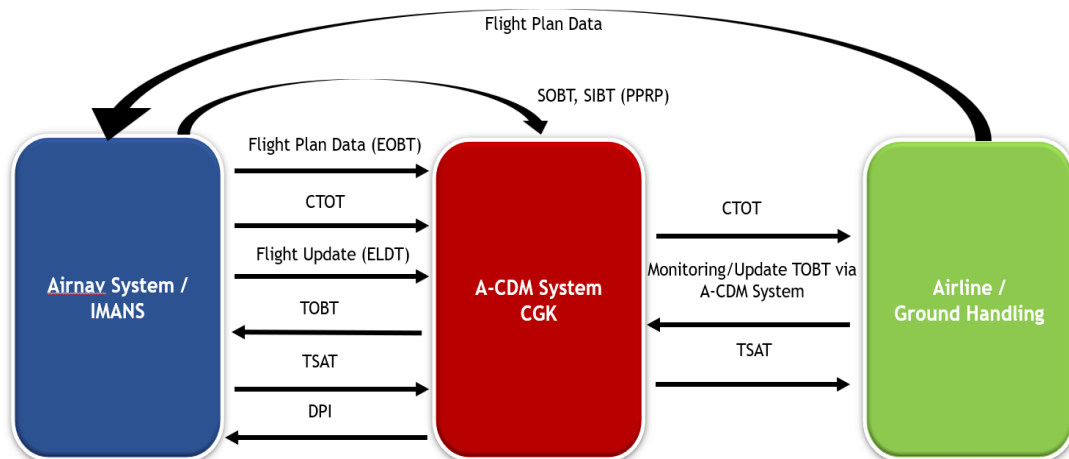 Flight Plan Data
SOBT, SIBT (PPRP)
Flight Plan Data (EOBT)
CTOT
Flight Update (ELDT)
TOBT
TSAT
DPI
Airnav System /
IMANS
A-CDM System
CGK
CTOT
Monitoring/Update TOBT via
A-CDM System
TSAT
Airline /
Ground Handling